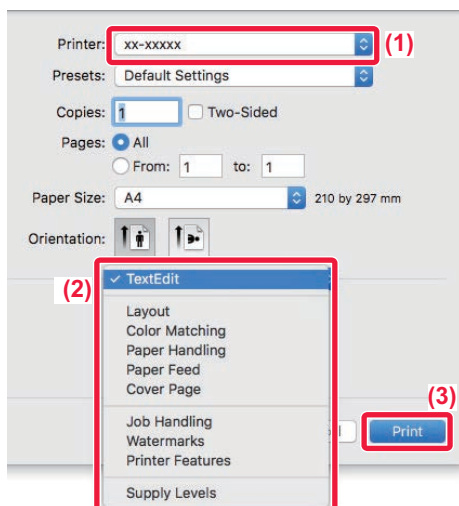 Printer: xx-xxxxx (1)
Presets: Default Settings
Copies: 1 Two-Sided
Pages: All
From: 1 to: 1
Paper Size: A4 210 by 297 mm
Orientation:
(2) ✓ TextEdit
Layout
Color Matching
Paper Handling
Paper Feed
Cover Page
(3)
Job Handling
Print
Watermarks
Printer Features
Supply Levels